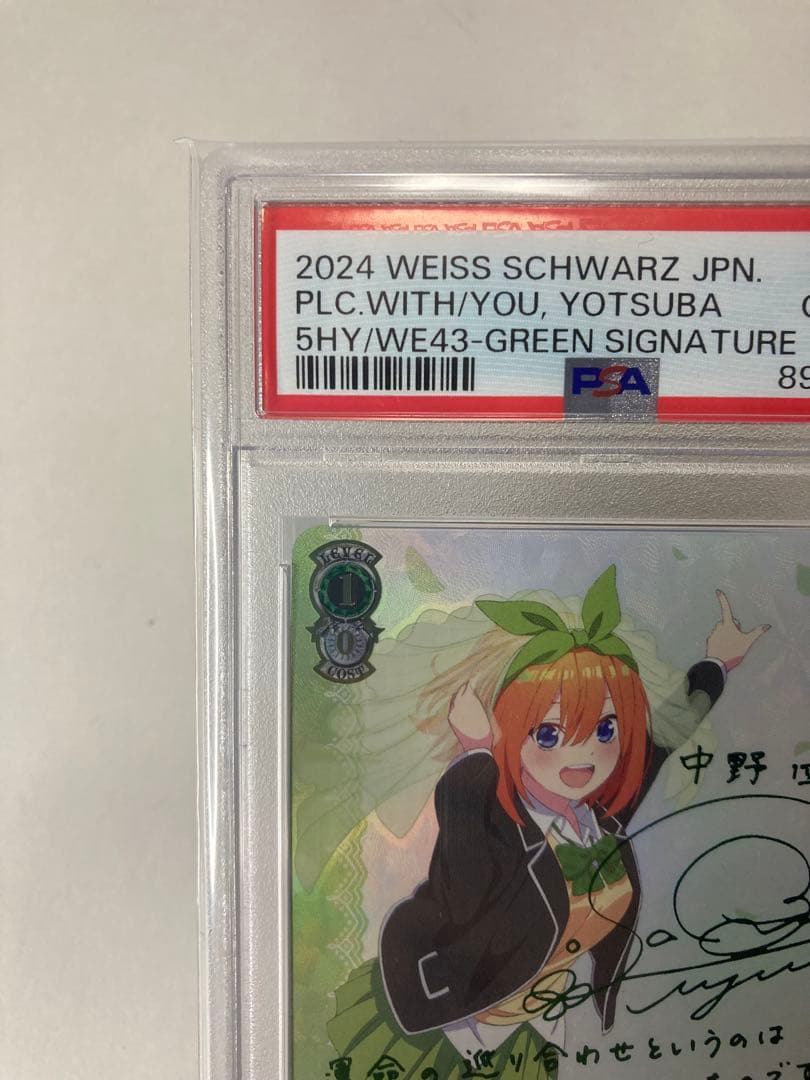 2024 WEISS SCHWARZ JPN.
PLC.WITH/YOU, YOTSUBA
5HY/WE43-GREEN SIGNATURE
PSA
89
LEVEL
1
0
COST
中野
運命の巡り合わせというのは